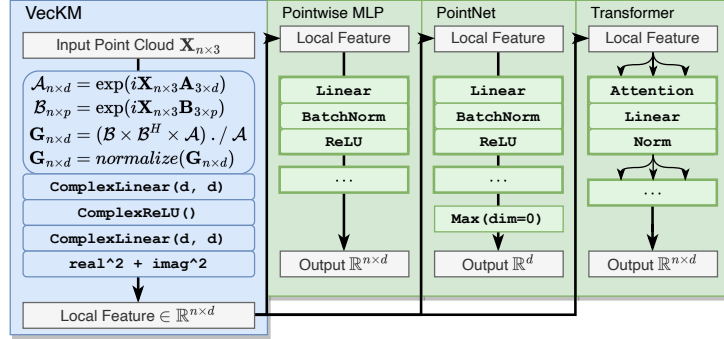 VecKM
Input Point Cloud X_{n×3}
𝒜_{n×d} = exp(iX_{n×3}A_{3×d})
ℬ_{n×p} = exp(iX_{n×3}B_{3×p})
G_{n×d} = (ℬ × ℬ^H × 𝒜) ./ 𝒜
G_{n×d} = normalize(G_{n×d})
ComplexLinear(d, d)
ComplexReLU()
ComplexLinear(d, d)
real^2 + imag^2
Local Feature ∈ ℝ^{n×d}
Pointwise MLP
Local Feature
Linear
BatchNorm
ReLU
...
Output ℝ^{n×d}
PointNet
Local Feature
Linear
BatchNorm
ReLU
...
Max(dim=0)
Output ℝ^d
Transformer
Local Feature
Attention
Linear
Norm
...
Output ℝ^{n×d}